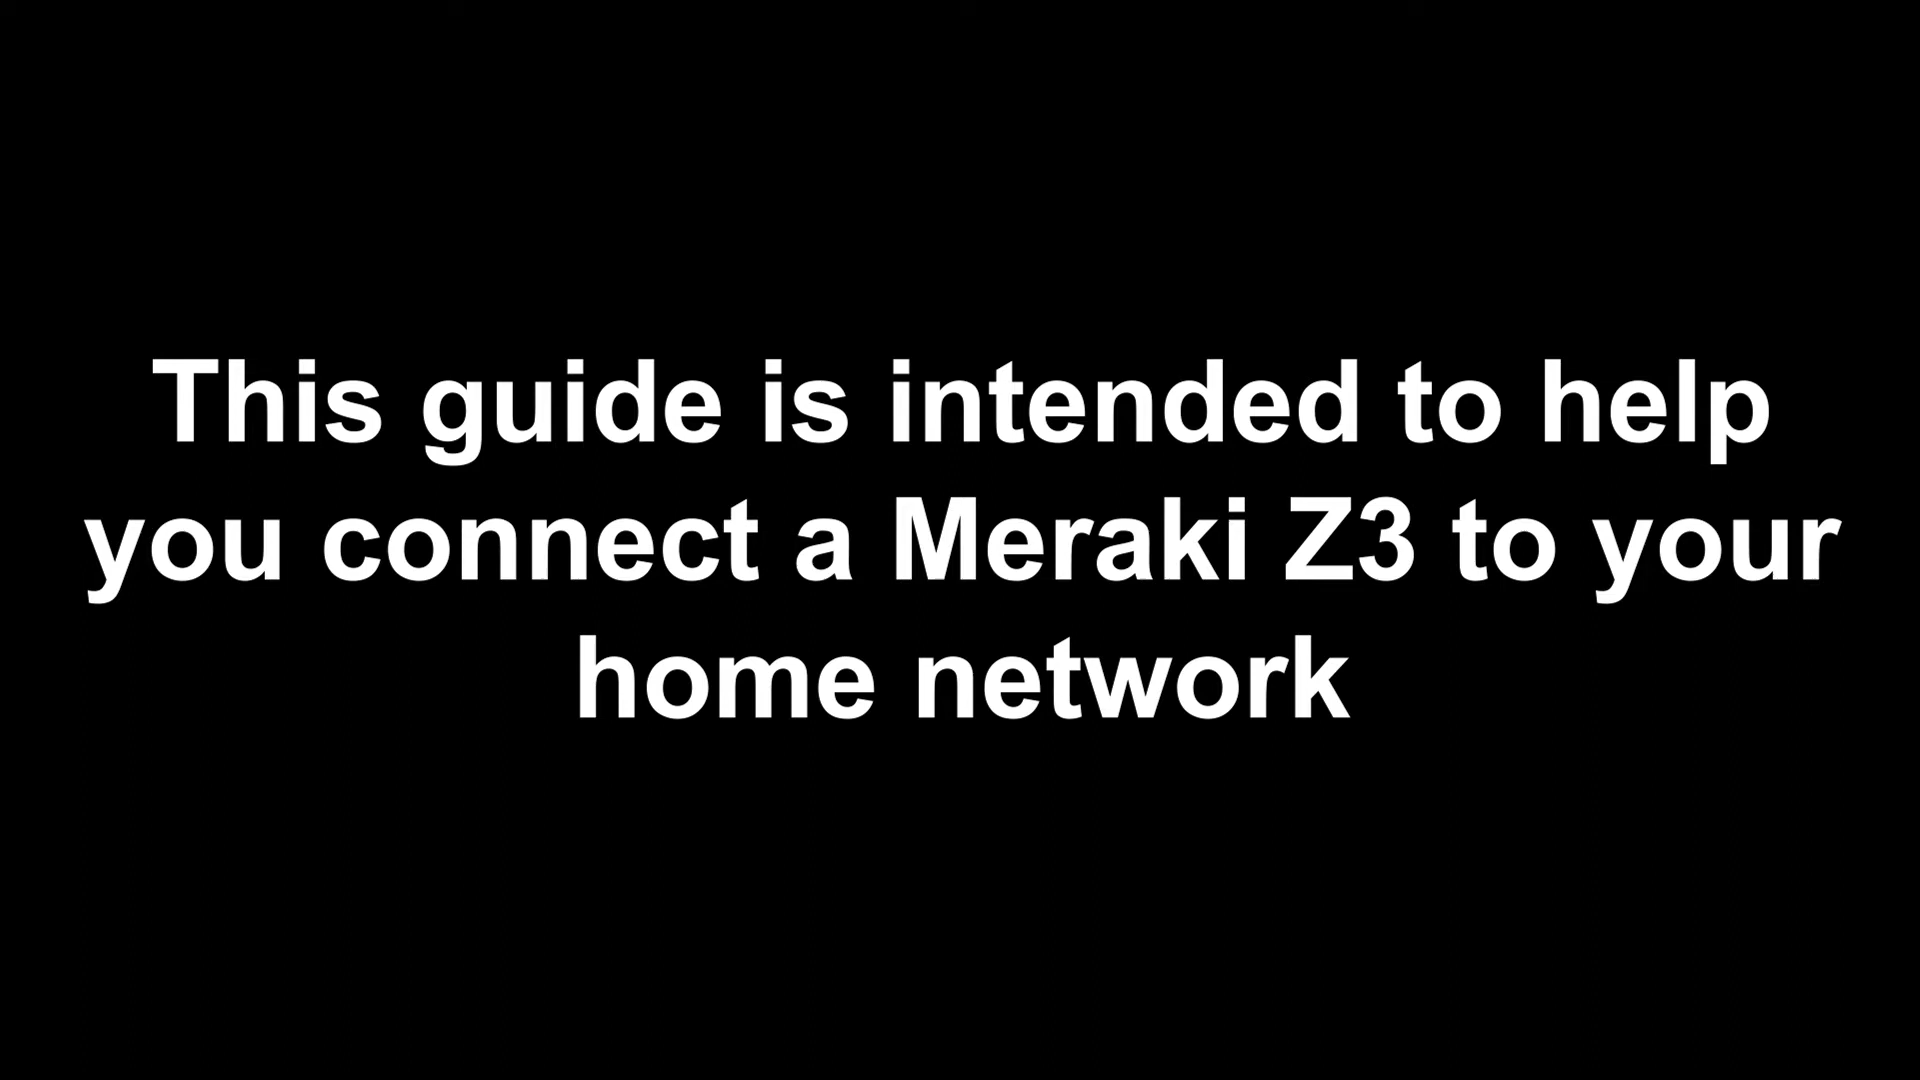 This guide is intended to help
you connect a Meraki Z3 to your
home network